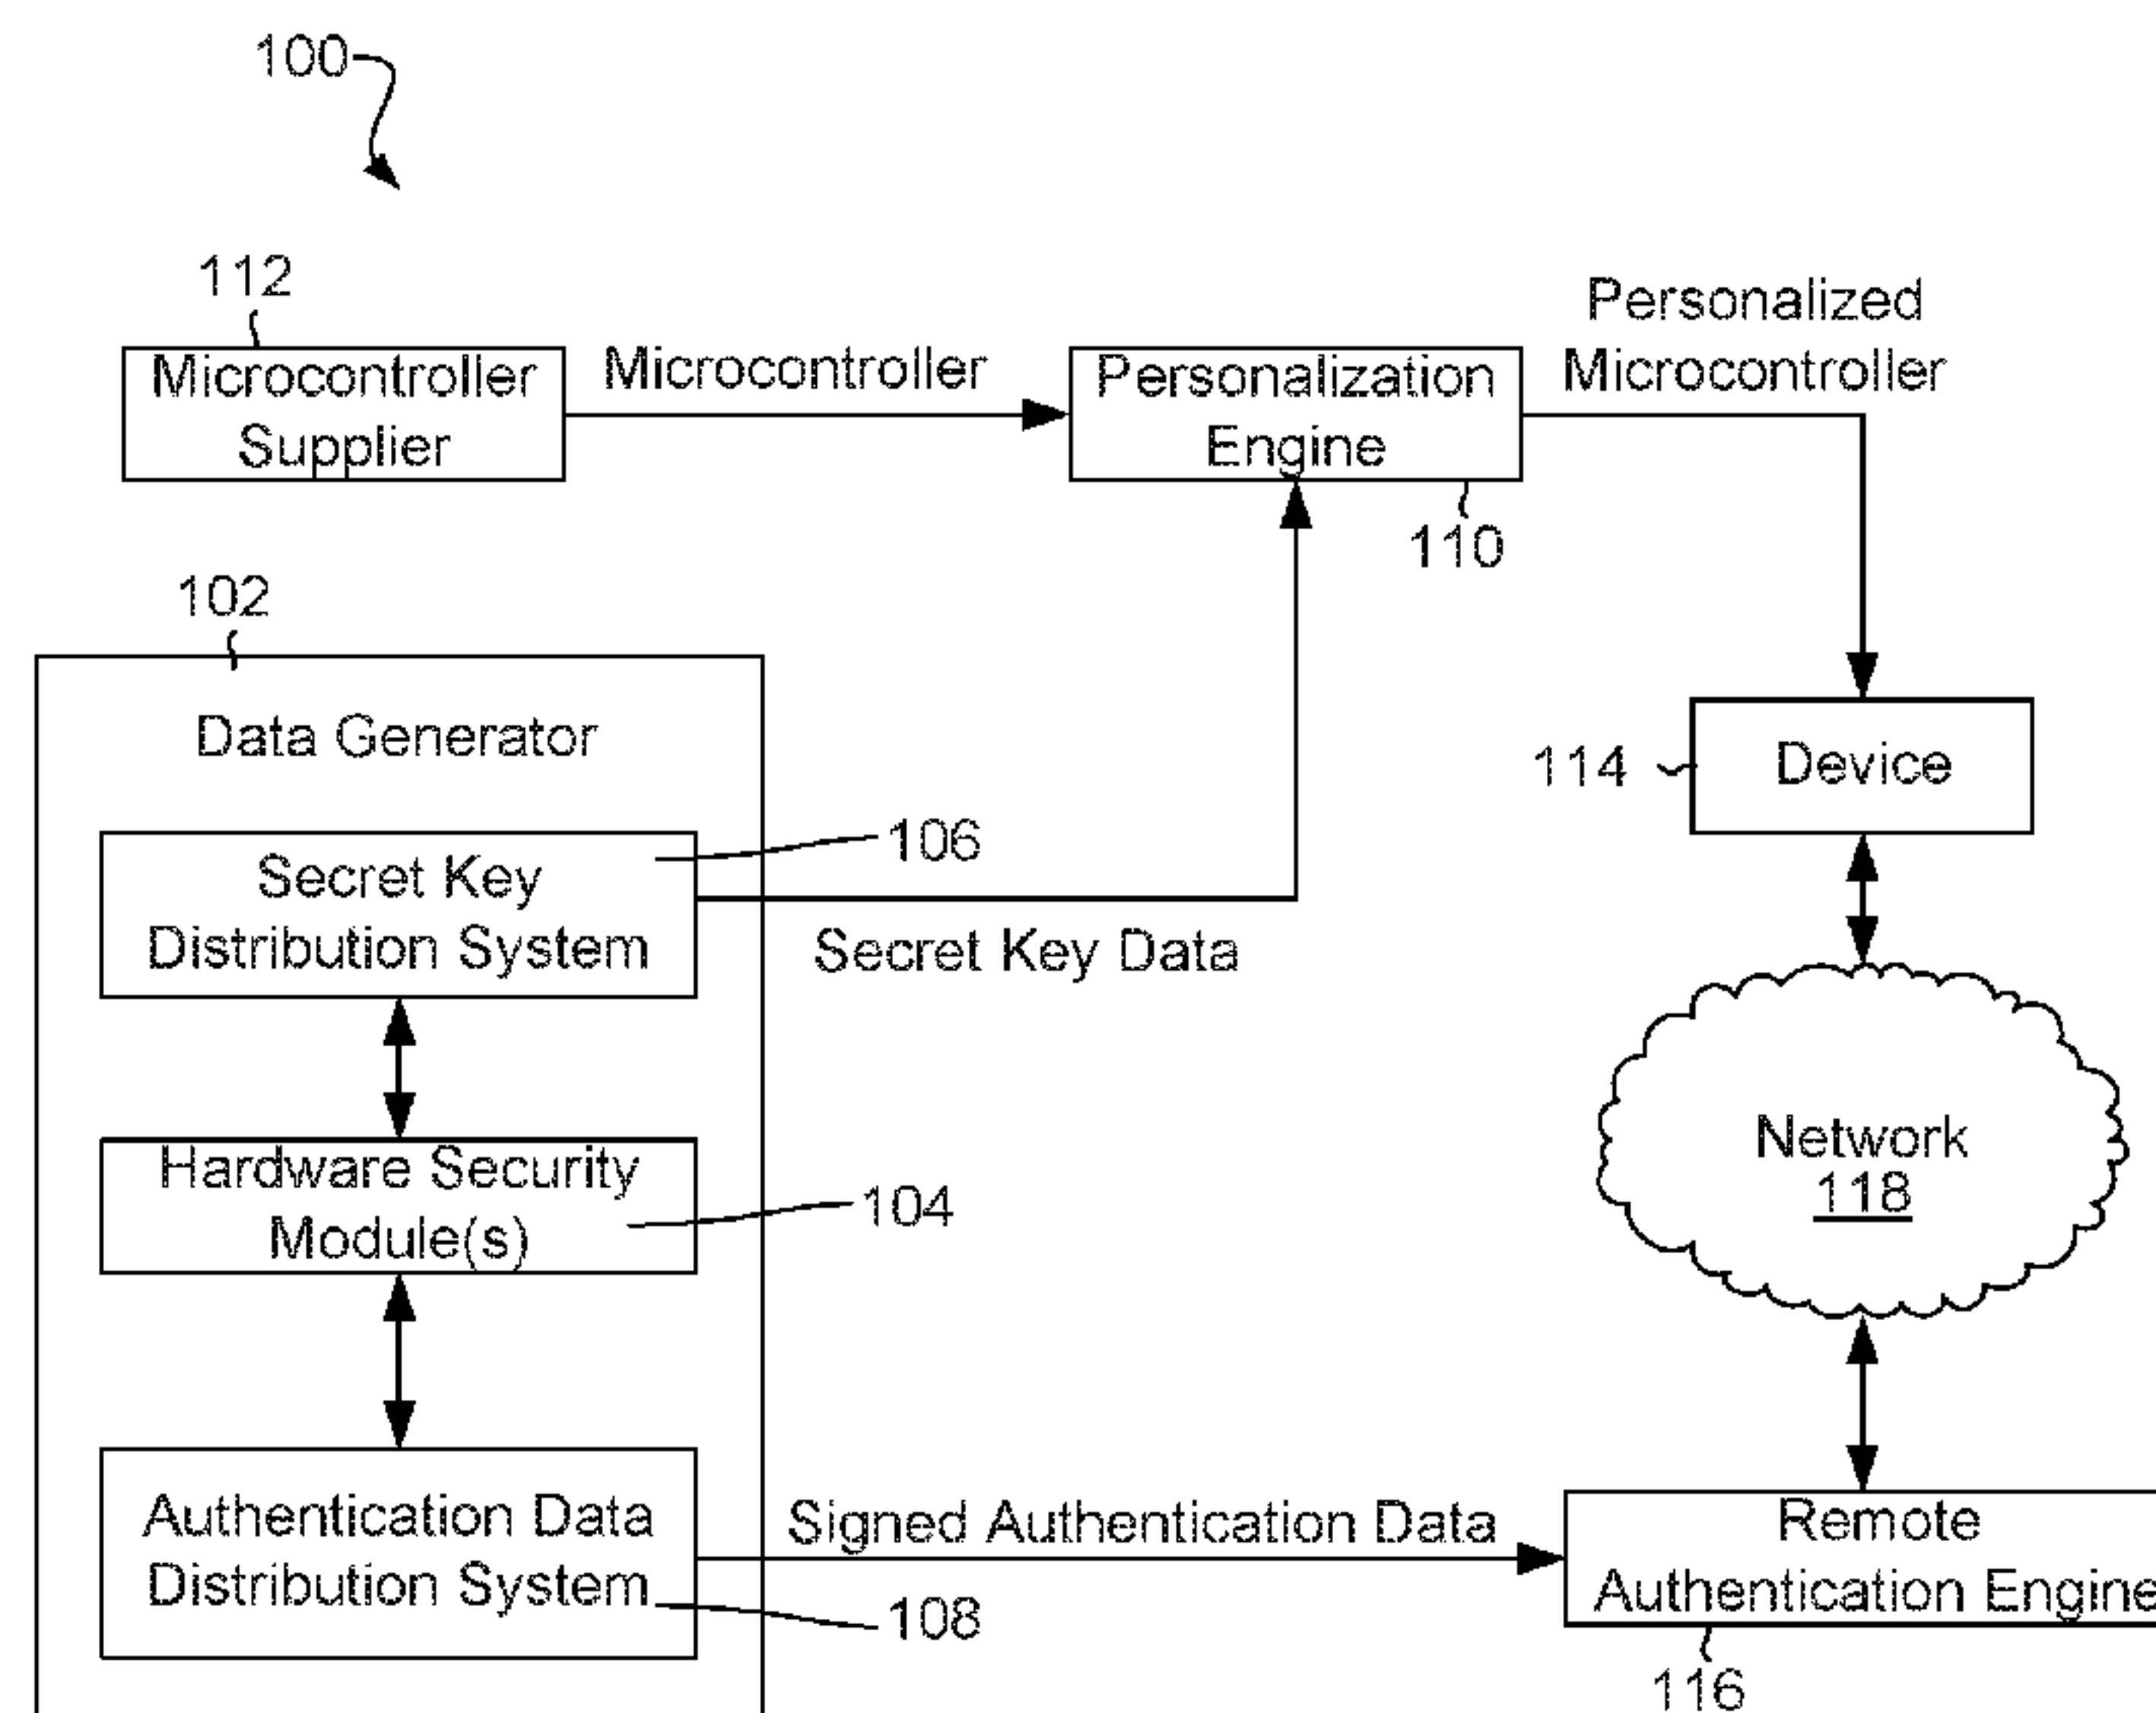 100
112
Microcontroller
Supplier
Microcontroller
Personalization
Engine
110
Personalized
Microcontroller
102
Data Generator
Secret Key
Distribution System
106
Secret Key Data
114
Device
Hardware Security
Module(s)
104
Network
118
Authentication Data
Distribution System
108
Signed Authentication Data
Remote
Authentication Engine
116